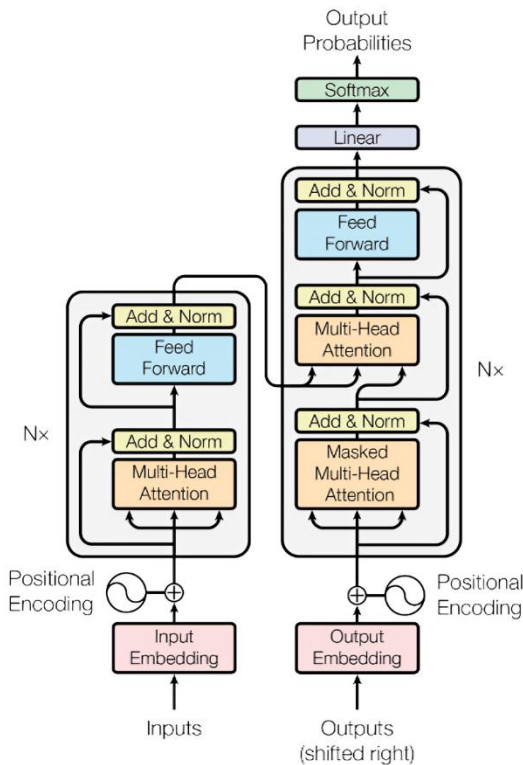 Output
Probabilities
Softmax
Linear
Add & Norm
Feed
Forward
Add & Norm
Multi-Head
Attention
Add & Norm
Masked
Multi-Head
Attention
N×
Add & Norm
Feed
Forward
N×
Add & Norm
Multi-Head
Attention
Positional
Encoding
Positional
Encoding
Input
Embedding
Output
Embedding
Inputs
Outputs
(shifted right)